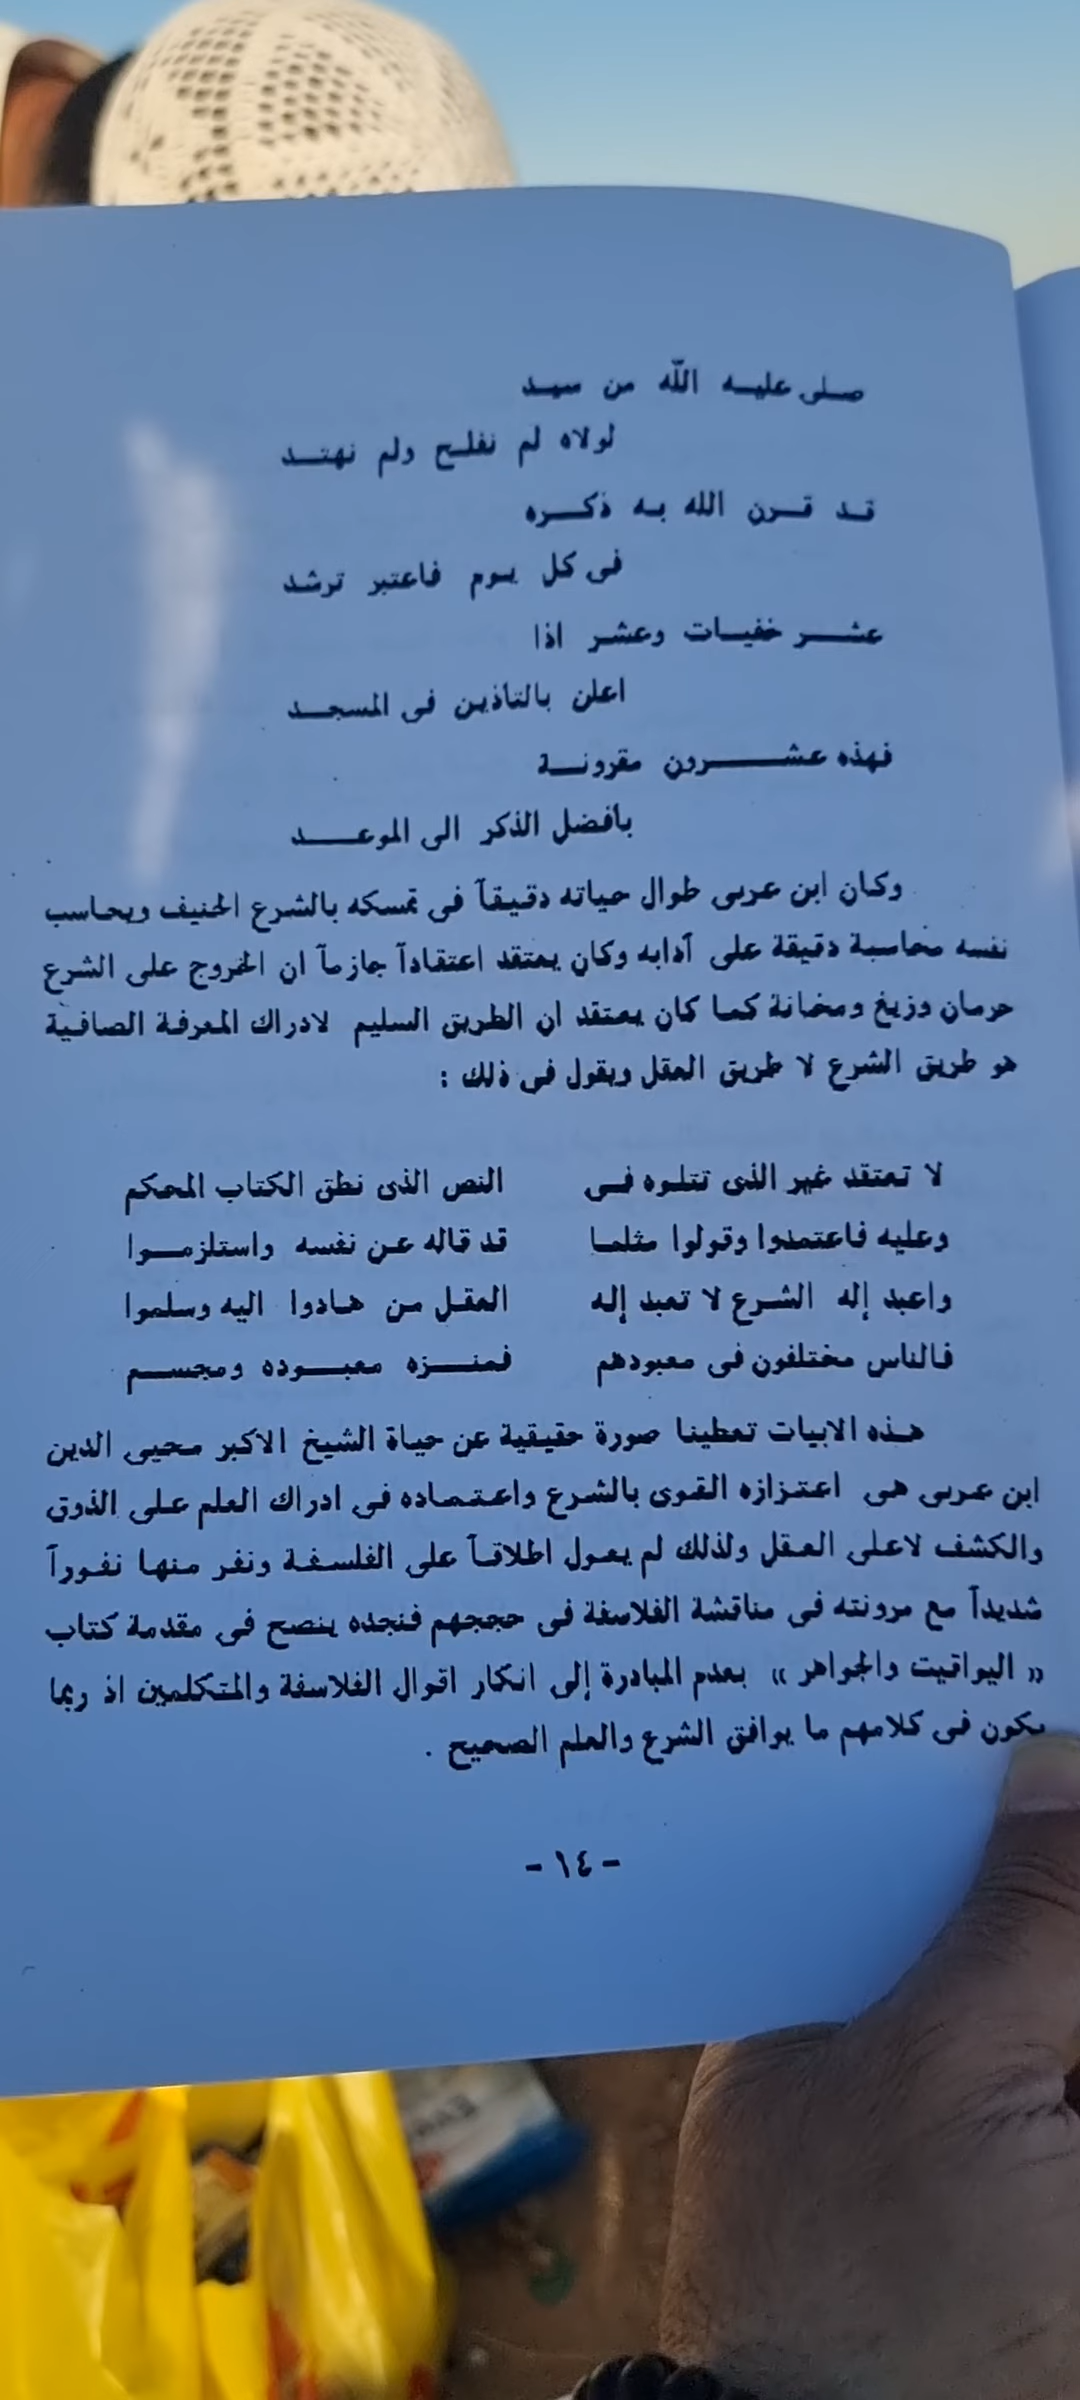 صلى عليه اللّه من سيد
لولاه لم نفلح ولم نهتد
قد قرن الله به ذكره
فى كل يوم فاعتبر ترشد
عشر خفيات وعشر اذا
اعلن بالتاذين فى المسجد
فهذه عشرون مقرونة
بأفضل الذكر الى الموعد
وكان ابن عربى طوال حياته دقيقآ فى تمسكه بالشرع الحنيف ويحاسب
نفسه محاسبة دقيقة على آدابه وكان يعتقد اعتقادآ جازمآ ان الخروج على الشرع
حرمان وزيغ ومخانة كما كان يعتقد ان الطريق السليم لادراك المعرفة الصافية
هو طريق الشرع لا طريق العقل ويقول فى ذلك :
لا تعتقد غير الذى تتلوه فى النص الذى نطق الكتاب المحكم
وعليه فاعتمدوا وقولوا مثلما قد قاله عن نفسه واستلزموا
واعبد إله الشرع لا تعبد إله العقل من هادوا اليه وسلموا
فالناس مختلفون فى معبودهم فمنزه معبوده ومجسم
هذه الابيات تعطينا صورة حقيقية عن حياة الشيخ الاكبر محيى الدين
ابن عربى هى اعتزازه القوى بالشرع واعتماده فى ادراك العلم على الذوق
والكشف لاعلى العقل ولذلك لم يعول اطلاقآ على الفلسفة ونفر منها نفورآ
شديدآ مع مرونته فى مناقشة الفلاسفة فى حججهم فنجده ينصح فى مقدمة كتاب
« اليواقيت والجواهر » بعدم المبادرة إلى انكار اقوال الفلاسفة والمتكلمين اذ ربما
يكون فى كلامهم ما يوافق الشرع والعلم الصحيح .
- ١٤ -